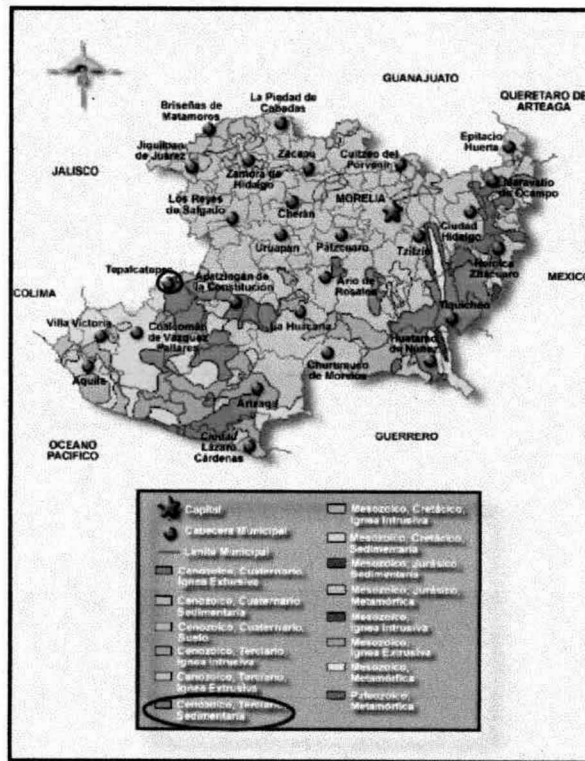 GUANAJUATO
QUERETARO DE
ARTEAGA
La Piedad de
Cabadas
Briseñas de
Matamoros
Epitacio
Huerta
Jiquilpan
de Juárez
Zacapu
Cuitzeo del
Porvenir
JALISCO
Zamora de
Hidalgo
Maravatío
de Ocampo
MORELIA
Los Reyes
de Salgado
Cherán
Ciudad
Hidalgo
Uruapan
Pátzcuaro
Tzitzio
Heroica
Zitácuaro
Tepalcatepec
Apatzingán de
la Constitución
Ario de
Rosales
MEXICO
COLIMA
Tiquicheo
Villa Victoria
Coalcomán
de Vázquez
Pallares
La Huacana
Huetamo
de Núñez
Churumuco
de Morelos
Aquila
Arteaga
OCEANO
PACIFICO
Ciudad
Lázaro
Cárdenas
GUERRERO
Capital
Cabecera Municipal
Límite Municipal
Cenozoico, Cuaternario
Ignea Extrusiva
Cenozoico, Cuaternario
Sedimentaria
Cenozoico, Cuaternario,
Suelo
Cenozoico, Terciario
Ignea Intrusiva
Cenozoico, Terciario,
Ignea Extrusiva
Cenozoico, Terciario,
Sedimentaria
Mesozoico, Cretácico,
Ignea Intrusiva
Mesozoico, Cretácico,
Sedimentaria
Mesozoico, Jurásico
Sedimentaria
Mesozoico, Jurásico
Metamórfica
Mesozoico,
Ignea Intrusiva
Mesozoico,
Ignea Extrusiva
Mesozoico,
Metamórfica
Paleozoico,
Metamórfica